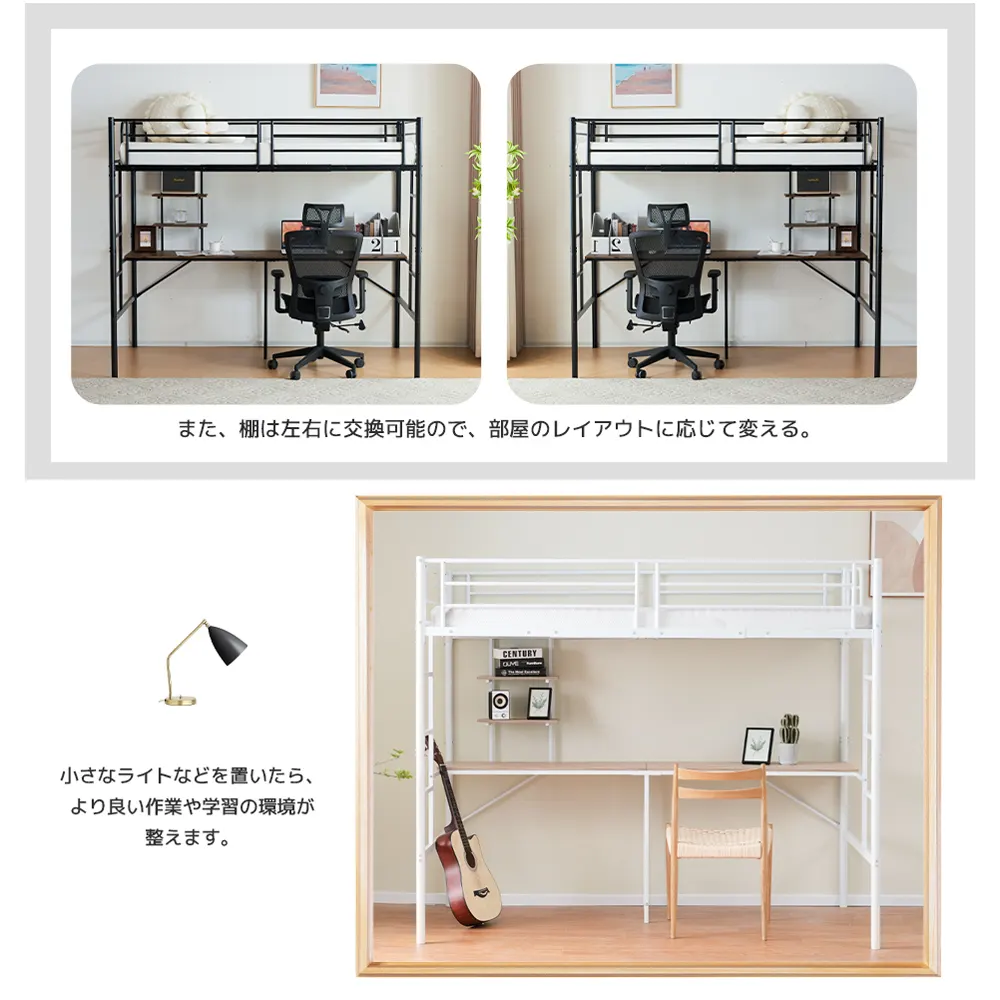 また、棚は左右に交換可能ので、部屋のレイアウトに応じて変える。
CENTURY
小さなライトなどを置いたら、
より良い作業や学習の環境が
整えます。